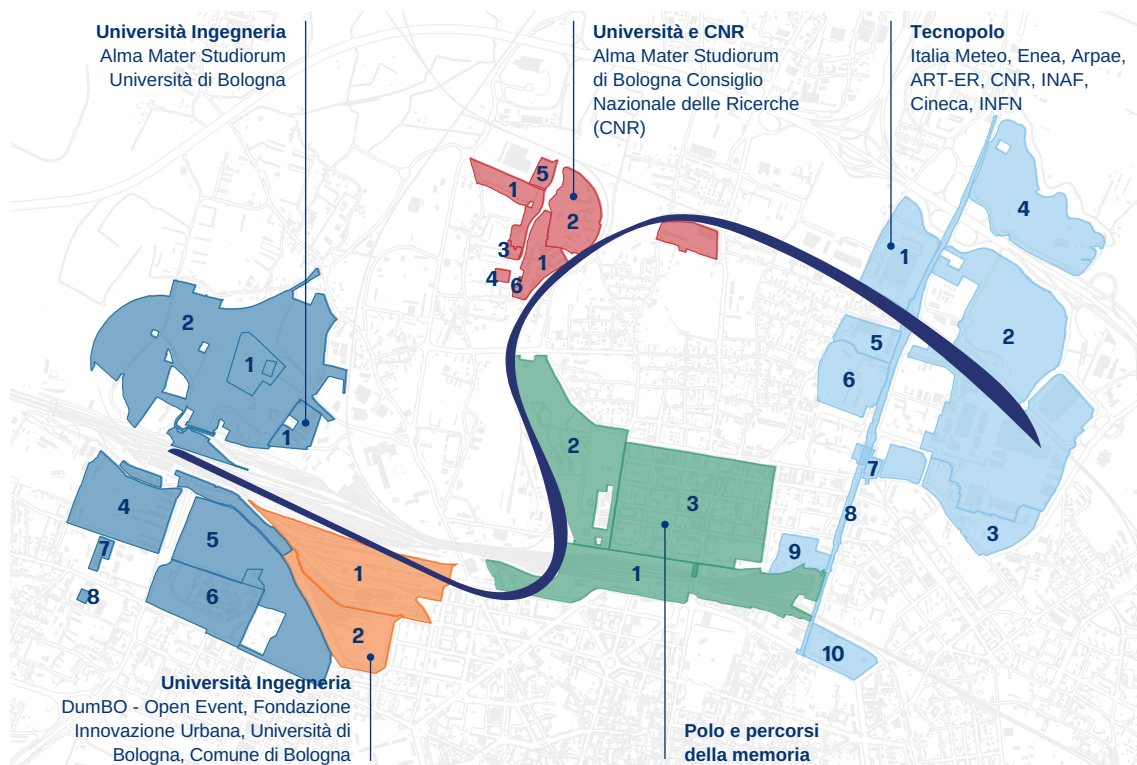 Università Ingegneria
Alma Mater Studiorum
Università di Bologna
Università e CNR
Alma Mater Studiorum
di Bologna Consiglio
Nazionale delle Ricerche
(CNR)
Tecnopolo
Italia Meteo, Enea, Arpae,
ART-ER, CNR, INAF,
Cineca, INFN
1
5
2
3
1
4
6
4
1
2
5
6
7
8
3
9
10
2
1
1
4
5
7
6
8
1
2
2
3
1
Università Ingegneria
DumBO - Open Event, Fondazione
Innovazione Urbana, Università di
Bologna, Comune di Bologna
Polo e percorsi
della memoria